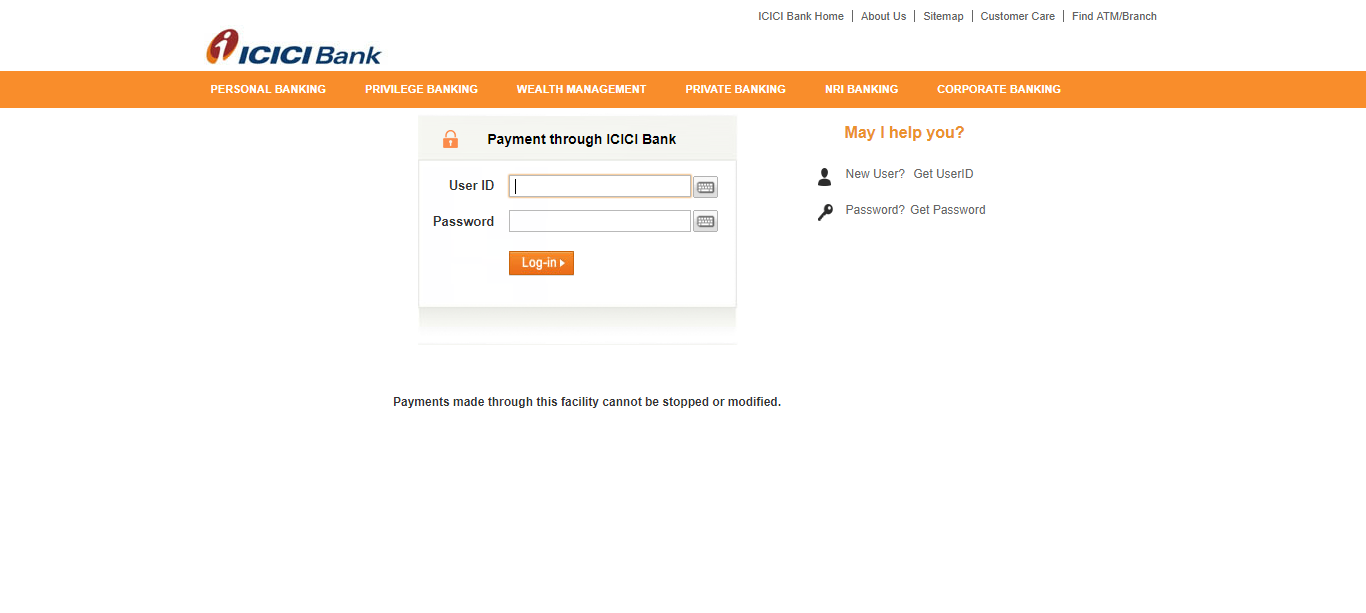 ICICI Bank Home | About Us | Sitemap | Customer Care | Find ATM/Branch
i ICICI Bank
PERSONAL BANKING PRIVILEGE BANKING WEALTH MANAGEMENT PRIVATE BANKING NRI BANKING CORPORATE BANKING
Payment through ICICI Bank
User ID
Password
Log-in
May I help you?
New User? Get UserID
Password? Get Password
Payments made through this facility cannot be stopped or modified.